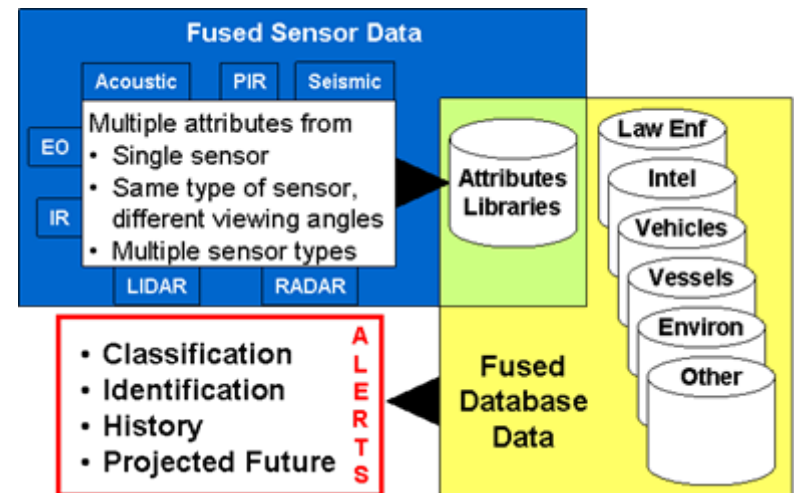 Fused Sensor Data
Acoustic
PIR
Seismic
EO
IR
Multiple attributes from
• Single sensor
• Same type of sensor,
different viewing angles
• Multiple sensor types
LIDAR
RADAR
Attributes
Libraries
Law Enf
Intel
Vehicles
Vessels
Environ
Other
Fused
Database
Data
• Classification
• Identification
• History
• Projected Future
ALERTS